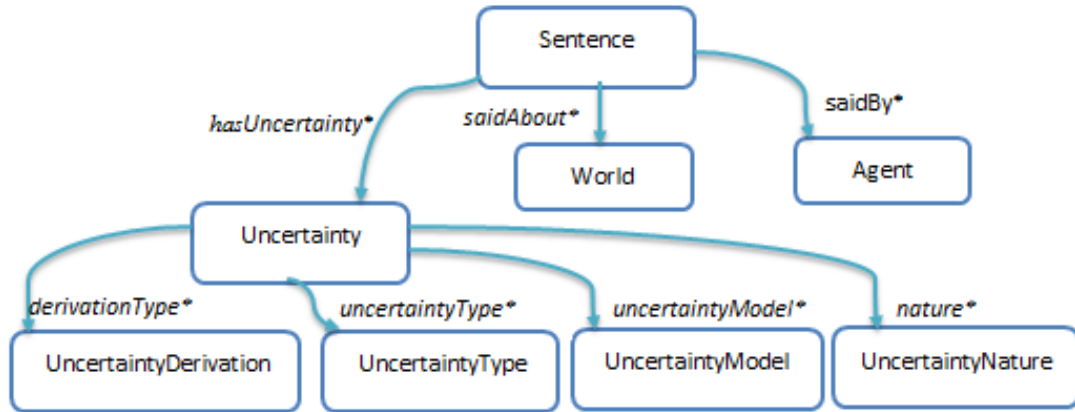 Sentence
hasUncertainty*
saidAbout*
saidBy*
World
Agent
Uncertainty
derivationType*
uncertaintyType*
uncertaintyModel*
nature*
UncertaintyDerivation
UncertaintyType
UncertaintyModel
UncertaintyNature